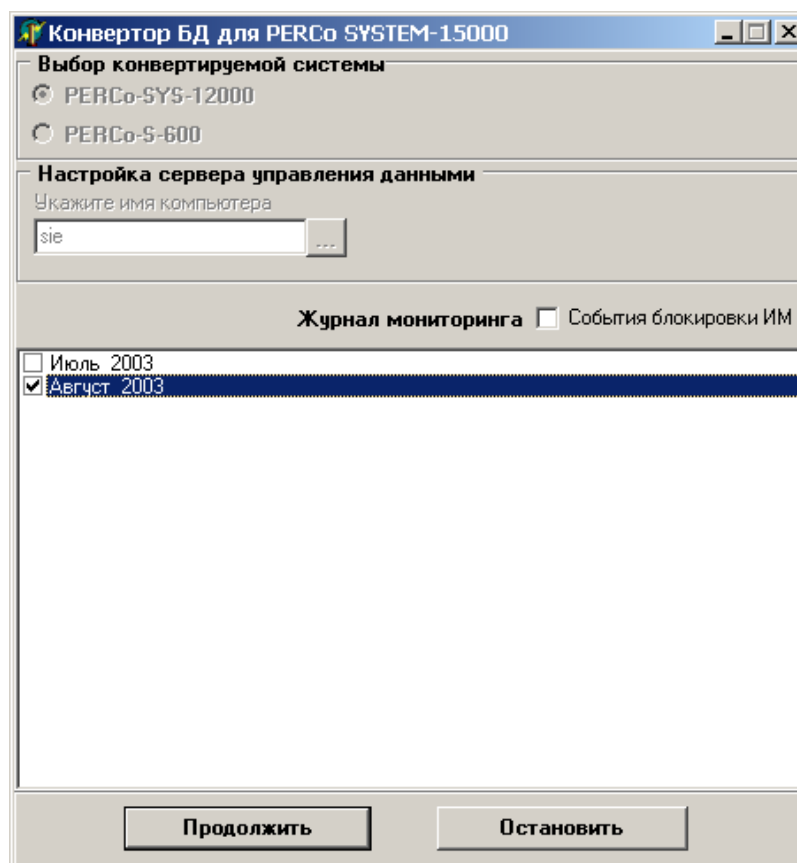 Конвертор БД для PERCo SYSTEM-15000
Выбор конвертируемой системы
PERCo-SYS-12000
PERCo-S-600
Настройка сервера управления данными
Укажите имя компьютера
sie
...
Журнал мониторинга События блокировки ИМ
Июль 2003
Август 2003
Продолжить Остановить